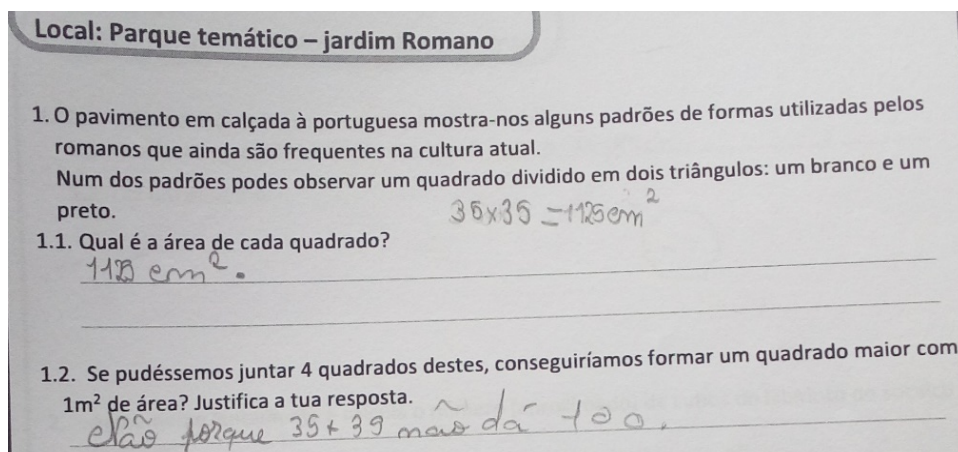 Local: Parque temático – jardim Romano
1. O pavimento em calçada à portuguesa mostra-nos alguns padrões de formas utilizadas pelos
romanos que ainda são frequentes na cultura atual.
Num dos padrões podes observar um quadrado dividido em dois triângulos: um branco e um
preto.
35x35 =1125cm²
1.1. Qual é a área de cada quadrado?
1125 cm².
1.2. Se pudéssemos juntar 4 quadrados destes, conseguiríamos formar um quadrado maior com
1m² de área? Justifica a tua resposta.
Não porque 35+39 não dá 100.